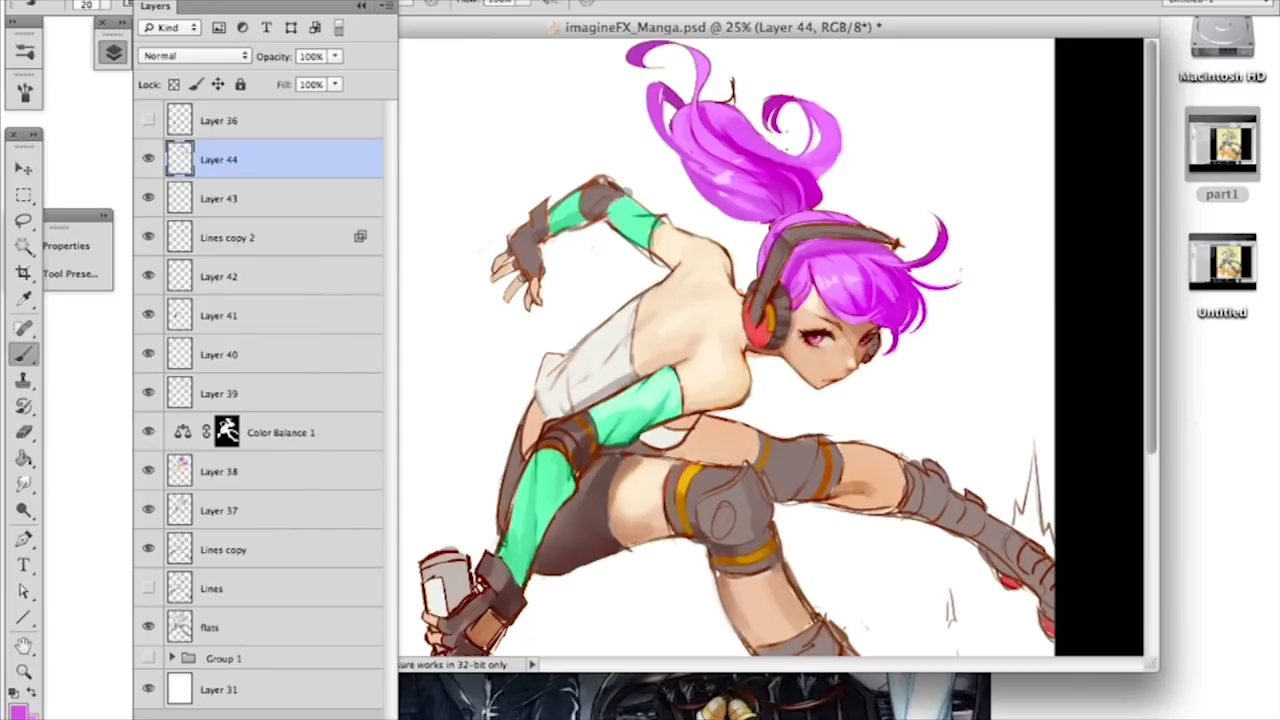 20
Layers
imagineFX_Manga.psd @ 25% (Layer 44, RGB/8*) *
Kind
Normal
Opacity: 100%
Lock:
Fill: 100%
Macintosh HD
Layer 36
Layer 44
part1
Layer 43
Properties
Lines copy 2
Tool Prese...
Layer 42
Layer 41
Untitled
Layer 40
Layer 39
Color Balance 1
Layer 38
Layer 37
Lines copy
Lines
flats
Group 1
sure works in 32-bit only
Layer 31